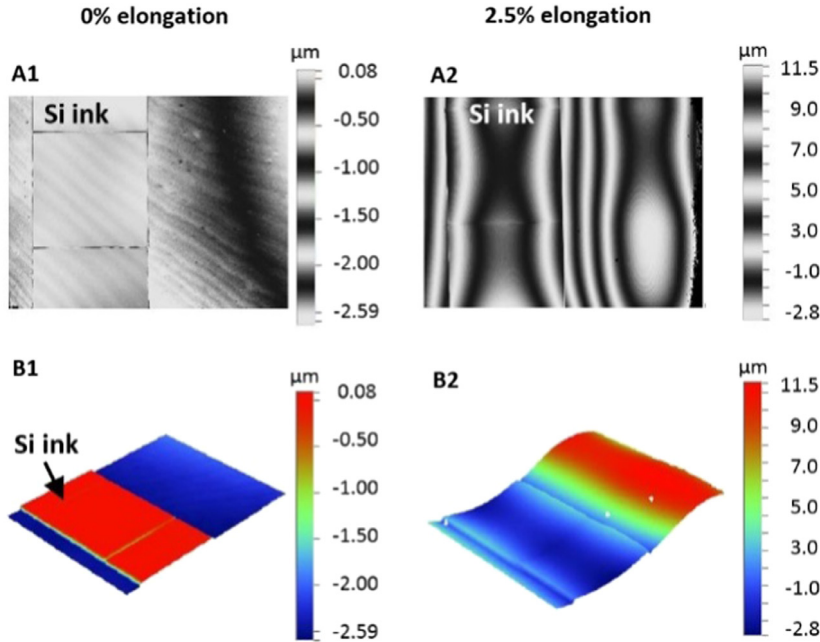 0% elongation
2.5% elongation
A1
Si ink
μm
0.08
-0.50
-1.00
-1.50
-2.00
-2.59
A2
Si ink
μm
11.5
9.0
7.0
5.0
3.0
-1.0
-2.8
B1
Si ink
μm
0.08
-0.50
-1.00
-1.50
-2.00
-2.59
B2
μm
11.5
9.0
7.0
5.0
3.0
-1.0
-2.8